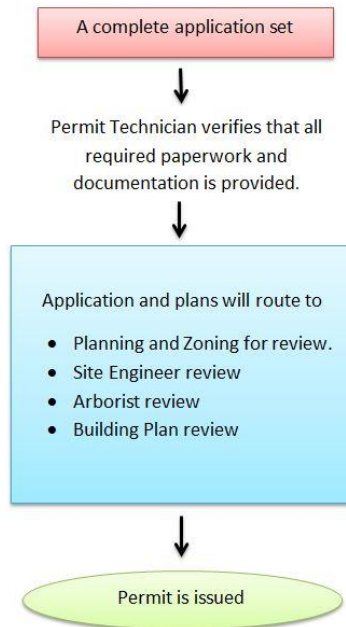 A complete application set
Permit Technician verifies that all
required paperwork and
documentation is provided.
Application and plans will route to
• Planning and Zoning for review.
• Site Engineer review
• Arborist review
• Building Plan review
Permit is issued